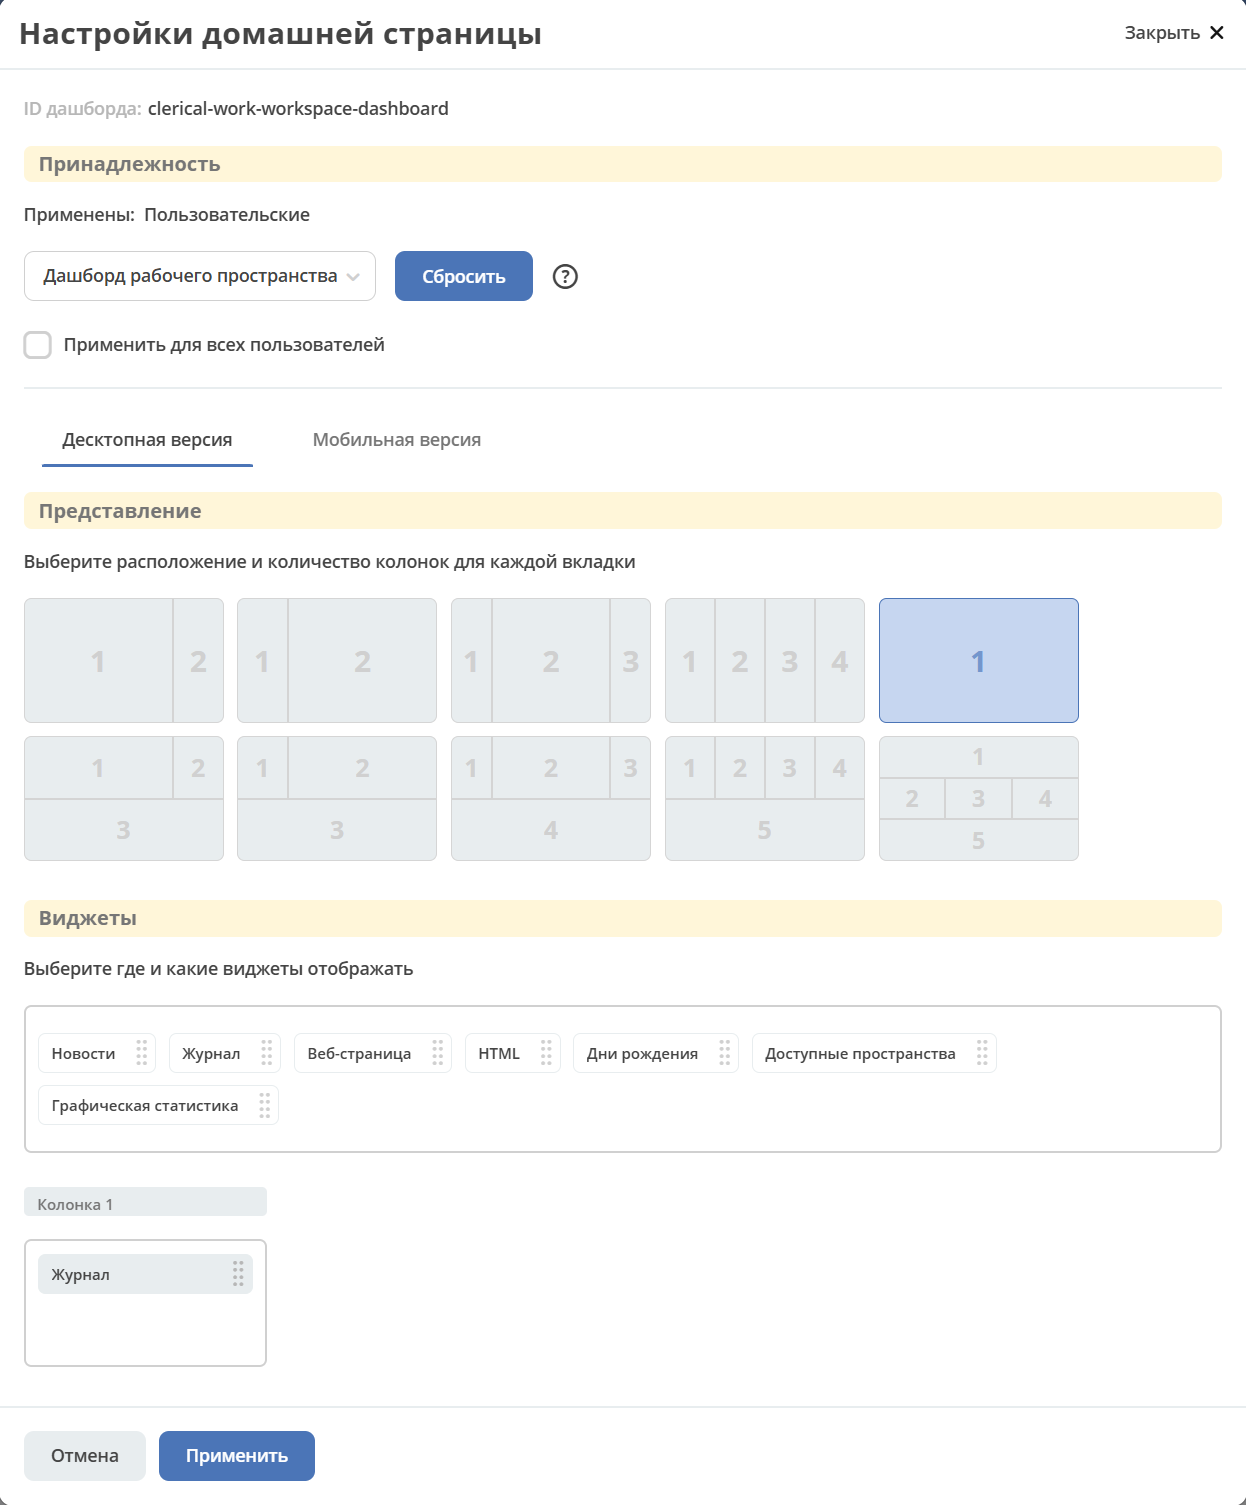 Настройки домашней страницы
Закрыть
ID дашборда: clerical-work-workspace-dashboard
Принадлежность
Применены: Пользовательские
Дашборд рабочего пространства
Сбросить
?
Применить для всех пользователей
Десктопная версия
Мобильная версия
Представление
Выберите расположение и количество колонок для каждой вкладки
1 2 1 2 1 2 3 1 2 3 4 1
1 2 1 2 1 2 3 1 2 3 4 1
2 3 4
3 3 4 5 5
Виджеты
Выберите где и какие виджеты отображать
Новости Журнал Веб-страница HTML Дни рождения Доступные пространства
Графическая статистика
Колонка 1
Журнал
Отмена Применить